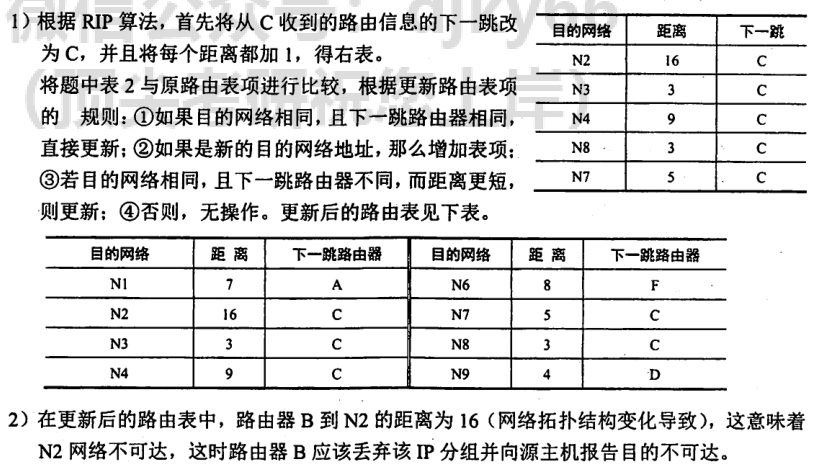 1）根据 RIP 算法，首先将从 C 收到的路由信息的下一跳改
为 C，并且将每个距离都加 1，得右表。
将题中表 2 与原路由表项进行比较，根据更新路由表项
的 规则：①如果目的网络相同，且下一跳路由器相同，
直接更新；②如果是新的目的网络地址，那么增加表项；
③若目的网络相同，且下一跳路由器不同，而距离更短，
则更新；④否则，无操作。更新后的路由表见下表。
目的网络 距离 下一跳
N2 16 C
N3 3 C
N4 9 C
N8 3 C
N7 5 C
目的网络 距 离 下一跳路由器 目的网络 距 离 下一跳路由器
N1 7 A N6 8 F
N2 16 C N7 5 C
N3 3 C N8 3 C
N4 9 C N9 4 D
2）在更新后的路由表中，路由器 B 到 N2 的距离为 16（网络拓扑结构变化导致），这意味着
N2 网络不可达，这时路由器 B 应该丢弃该 IP 分组并向源主机报告目的不可达。